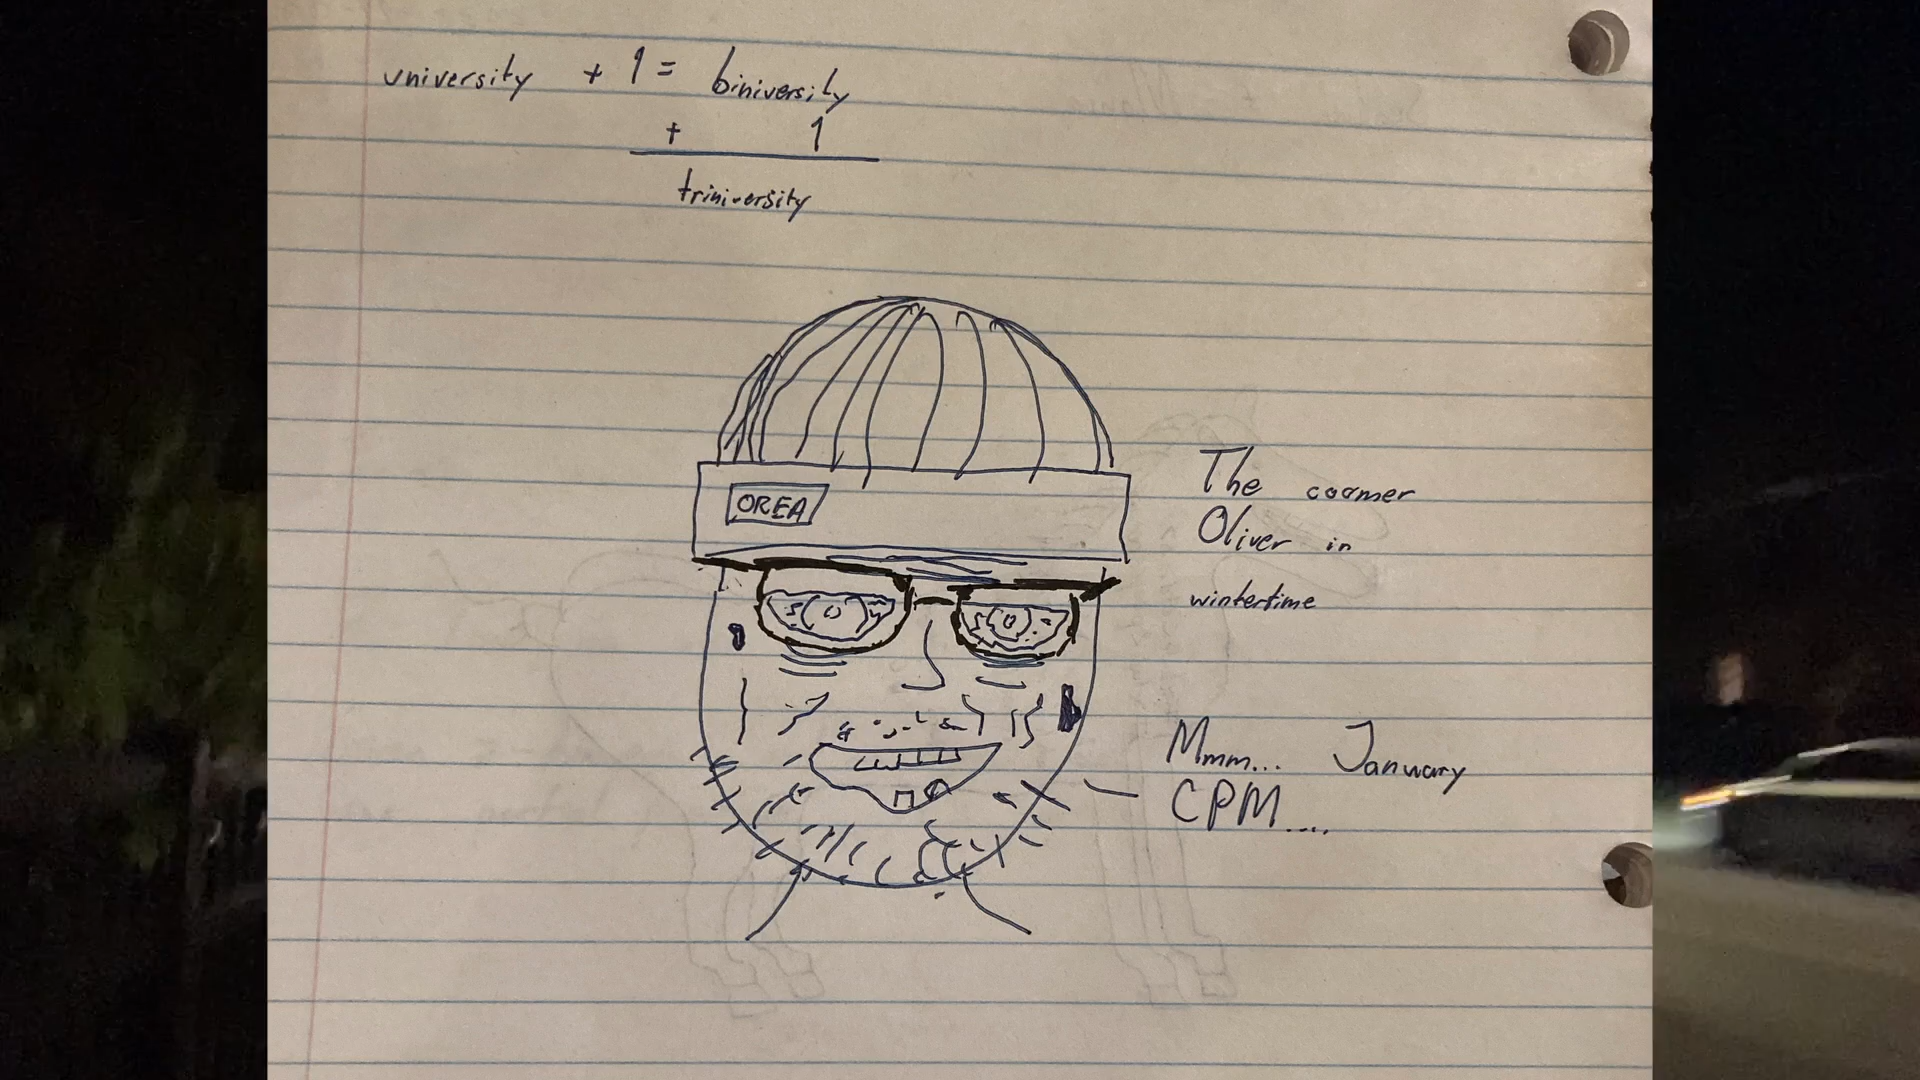 university + 1 = biniversity
+ 1
triniversity
OREA
The coomer
Oliver in
wintertime
Mmm... January
CPM....